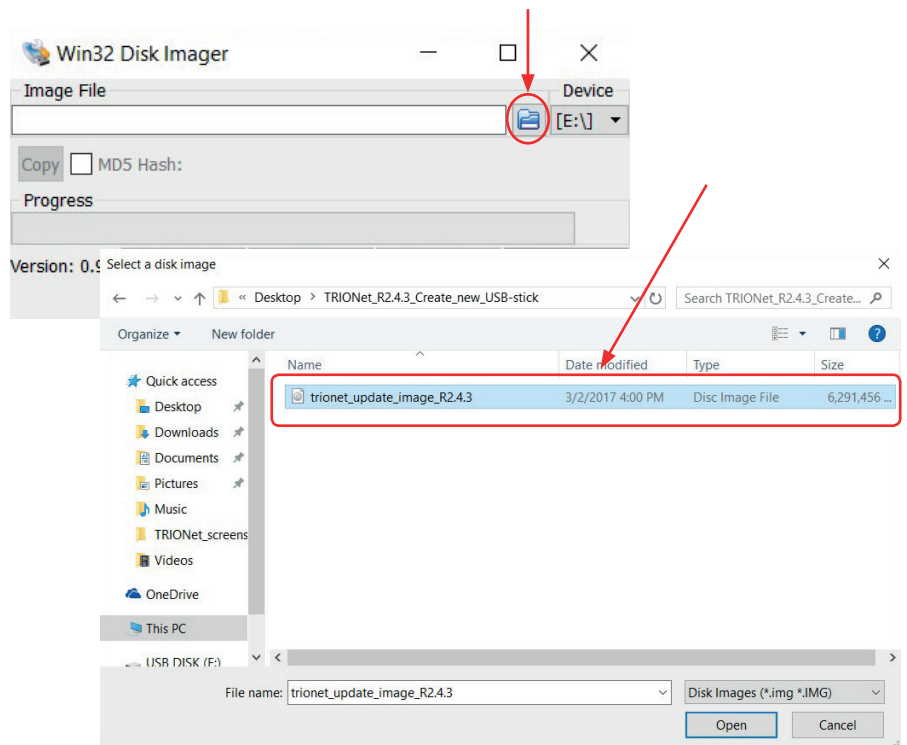 Win32 Disk Imager
Image File
Device
[E:\]
Copy
MD5 Hash:
Progress
Version: 0.9
Select a disk image
« Desktop > TRIONet_R2.4.3_Create_new_USB-stick
Search TRIONet_R2.4.3_Create...
Organize
New folder
?
Name
Date modified
Type
Size
Quick access
trionet_update_image_R2.4.3
3/2/2017 4:00 PM
Disc Image File
6,291,456 ...
Desktop
Downloads
Documents
Pictures
Music
TRIONet_screens
Videos
OneDrive
This PC
USB DISK (E:)
File name:
trionet_update_image_R2.4.3
Disk Images (*.img *.IMG)
Open
Cancel